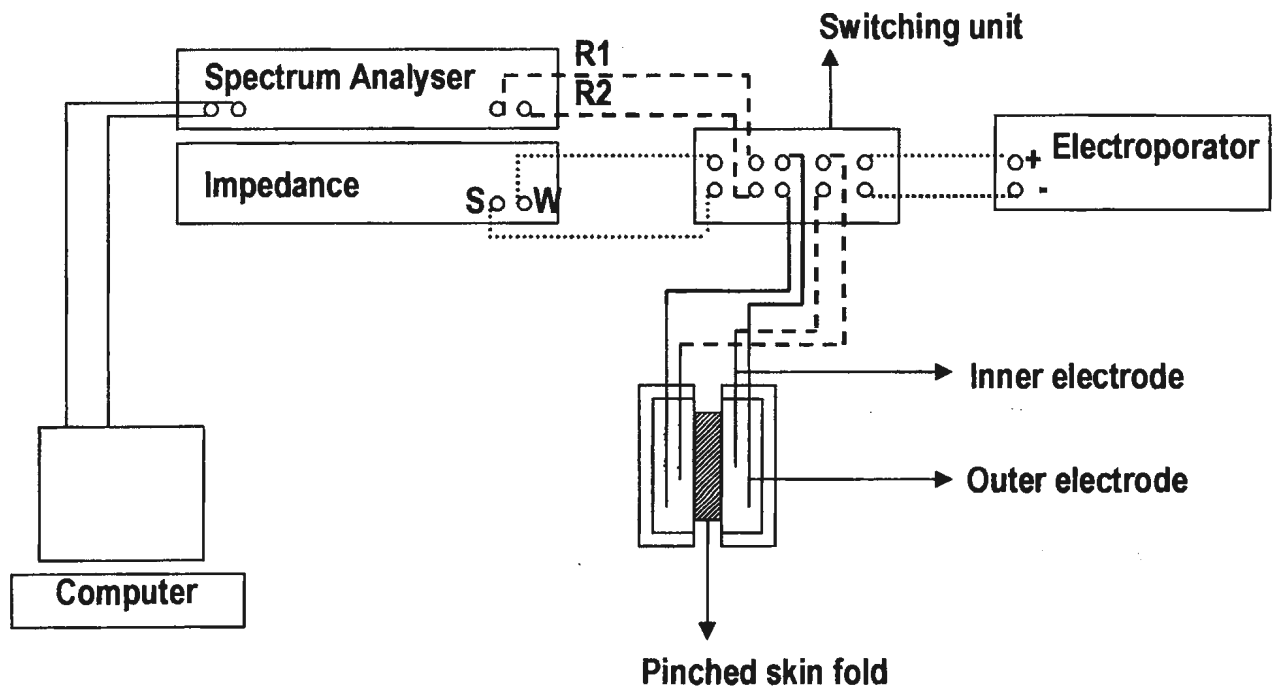 Switching unit
Spectrum Analyser
R1
R2
Impedance
S
W
+
-
Electroporator
Inner electrode
Outer electrode
Computer
Pinched skin fold